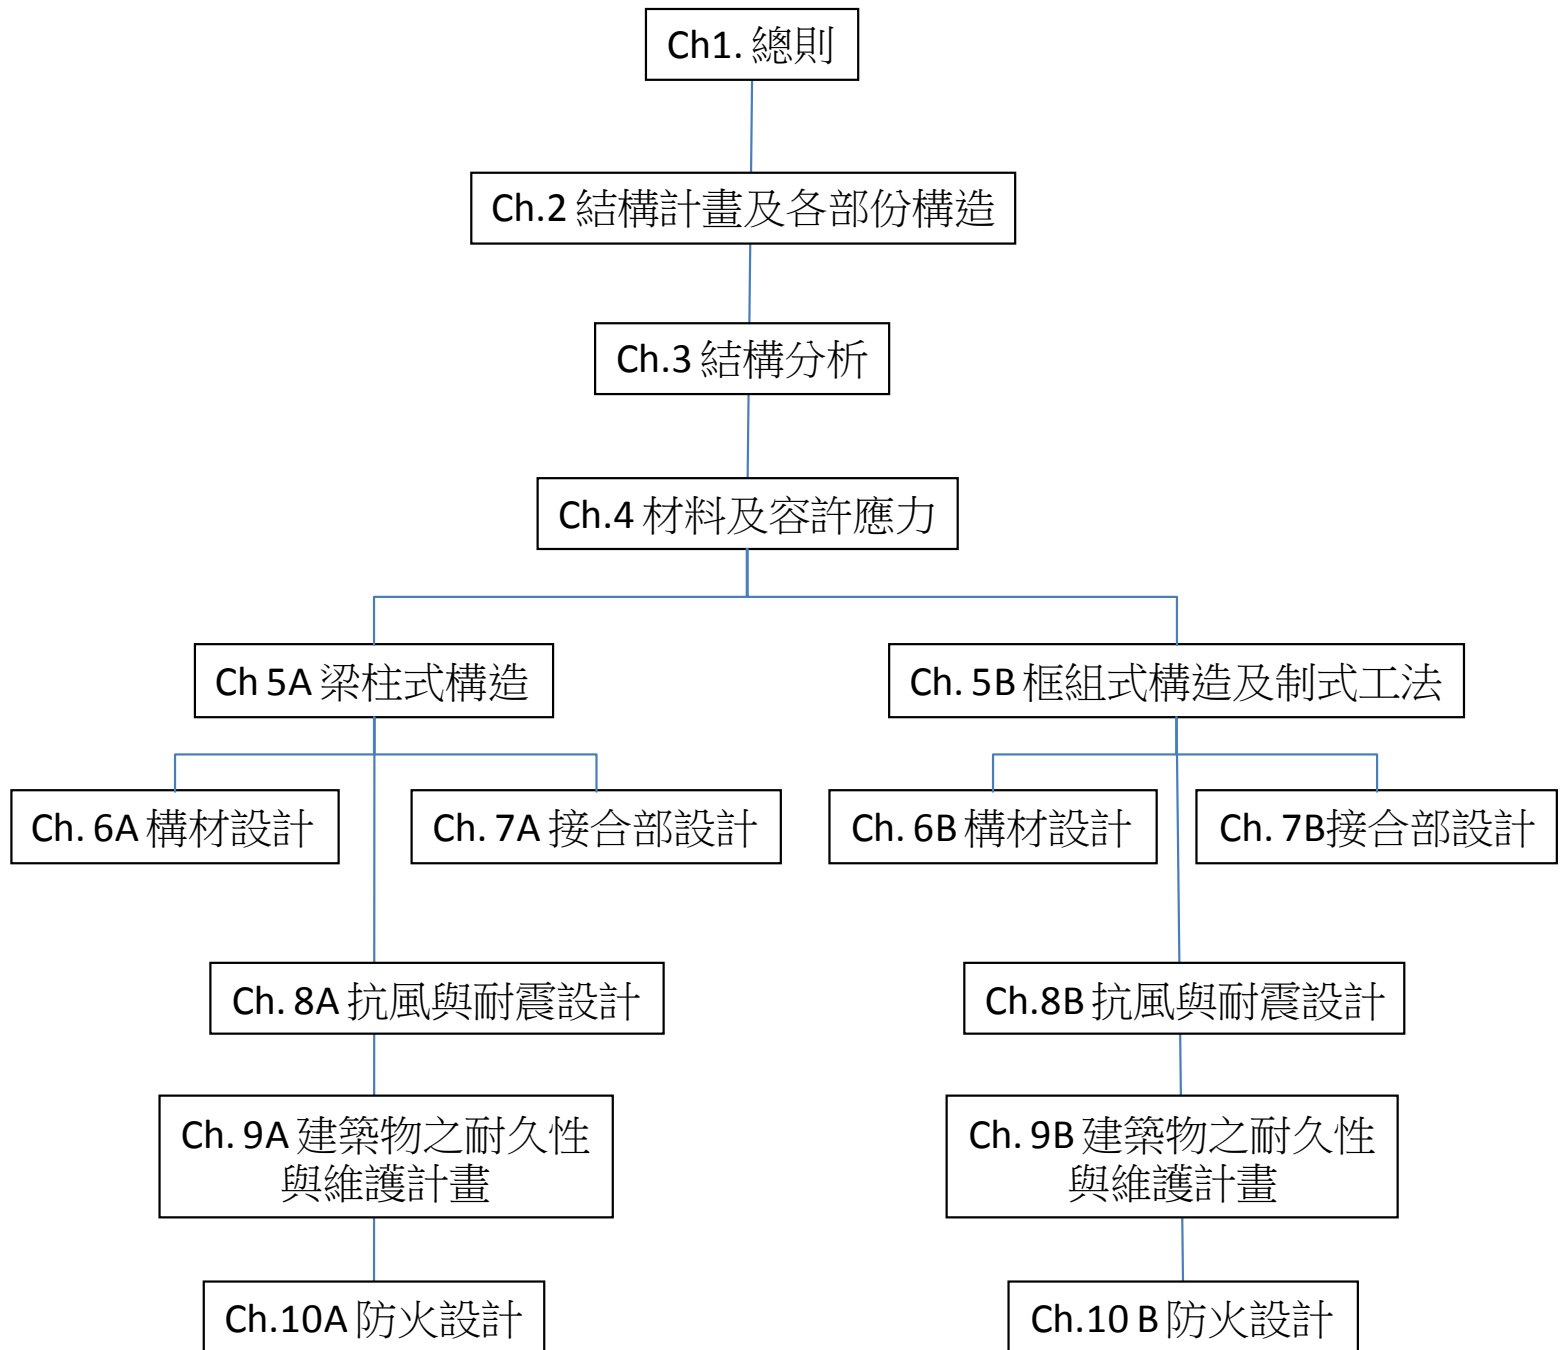 Ch1. 總則
Ch.2 結構計畫及各部份構造
Ch.3 結構分析
Ch.4 材料及容許應力
Ch 5A 梁柱式構造
Ch. 5B 框組式構造及制式工法
Ch. 6A 構材設計
Ch. 7A 接合部設計
Ch. 6B 構材設計
Ch. 7B接合部設計
Ch. 8A 抗風與耐震設計
Ch.8B 抗風與耐震設計
Ch. 9A 建築物之耐久性
與維護計畫
Ch. 9B 建築物之耐久性
與維護計畫
Ch.10A 防火設計
Ch.10 B 防火設計